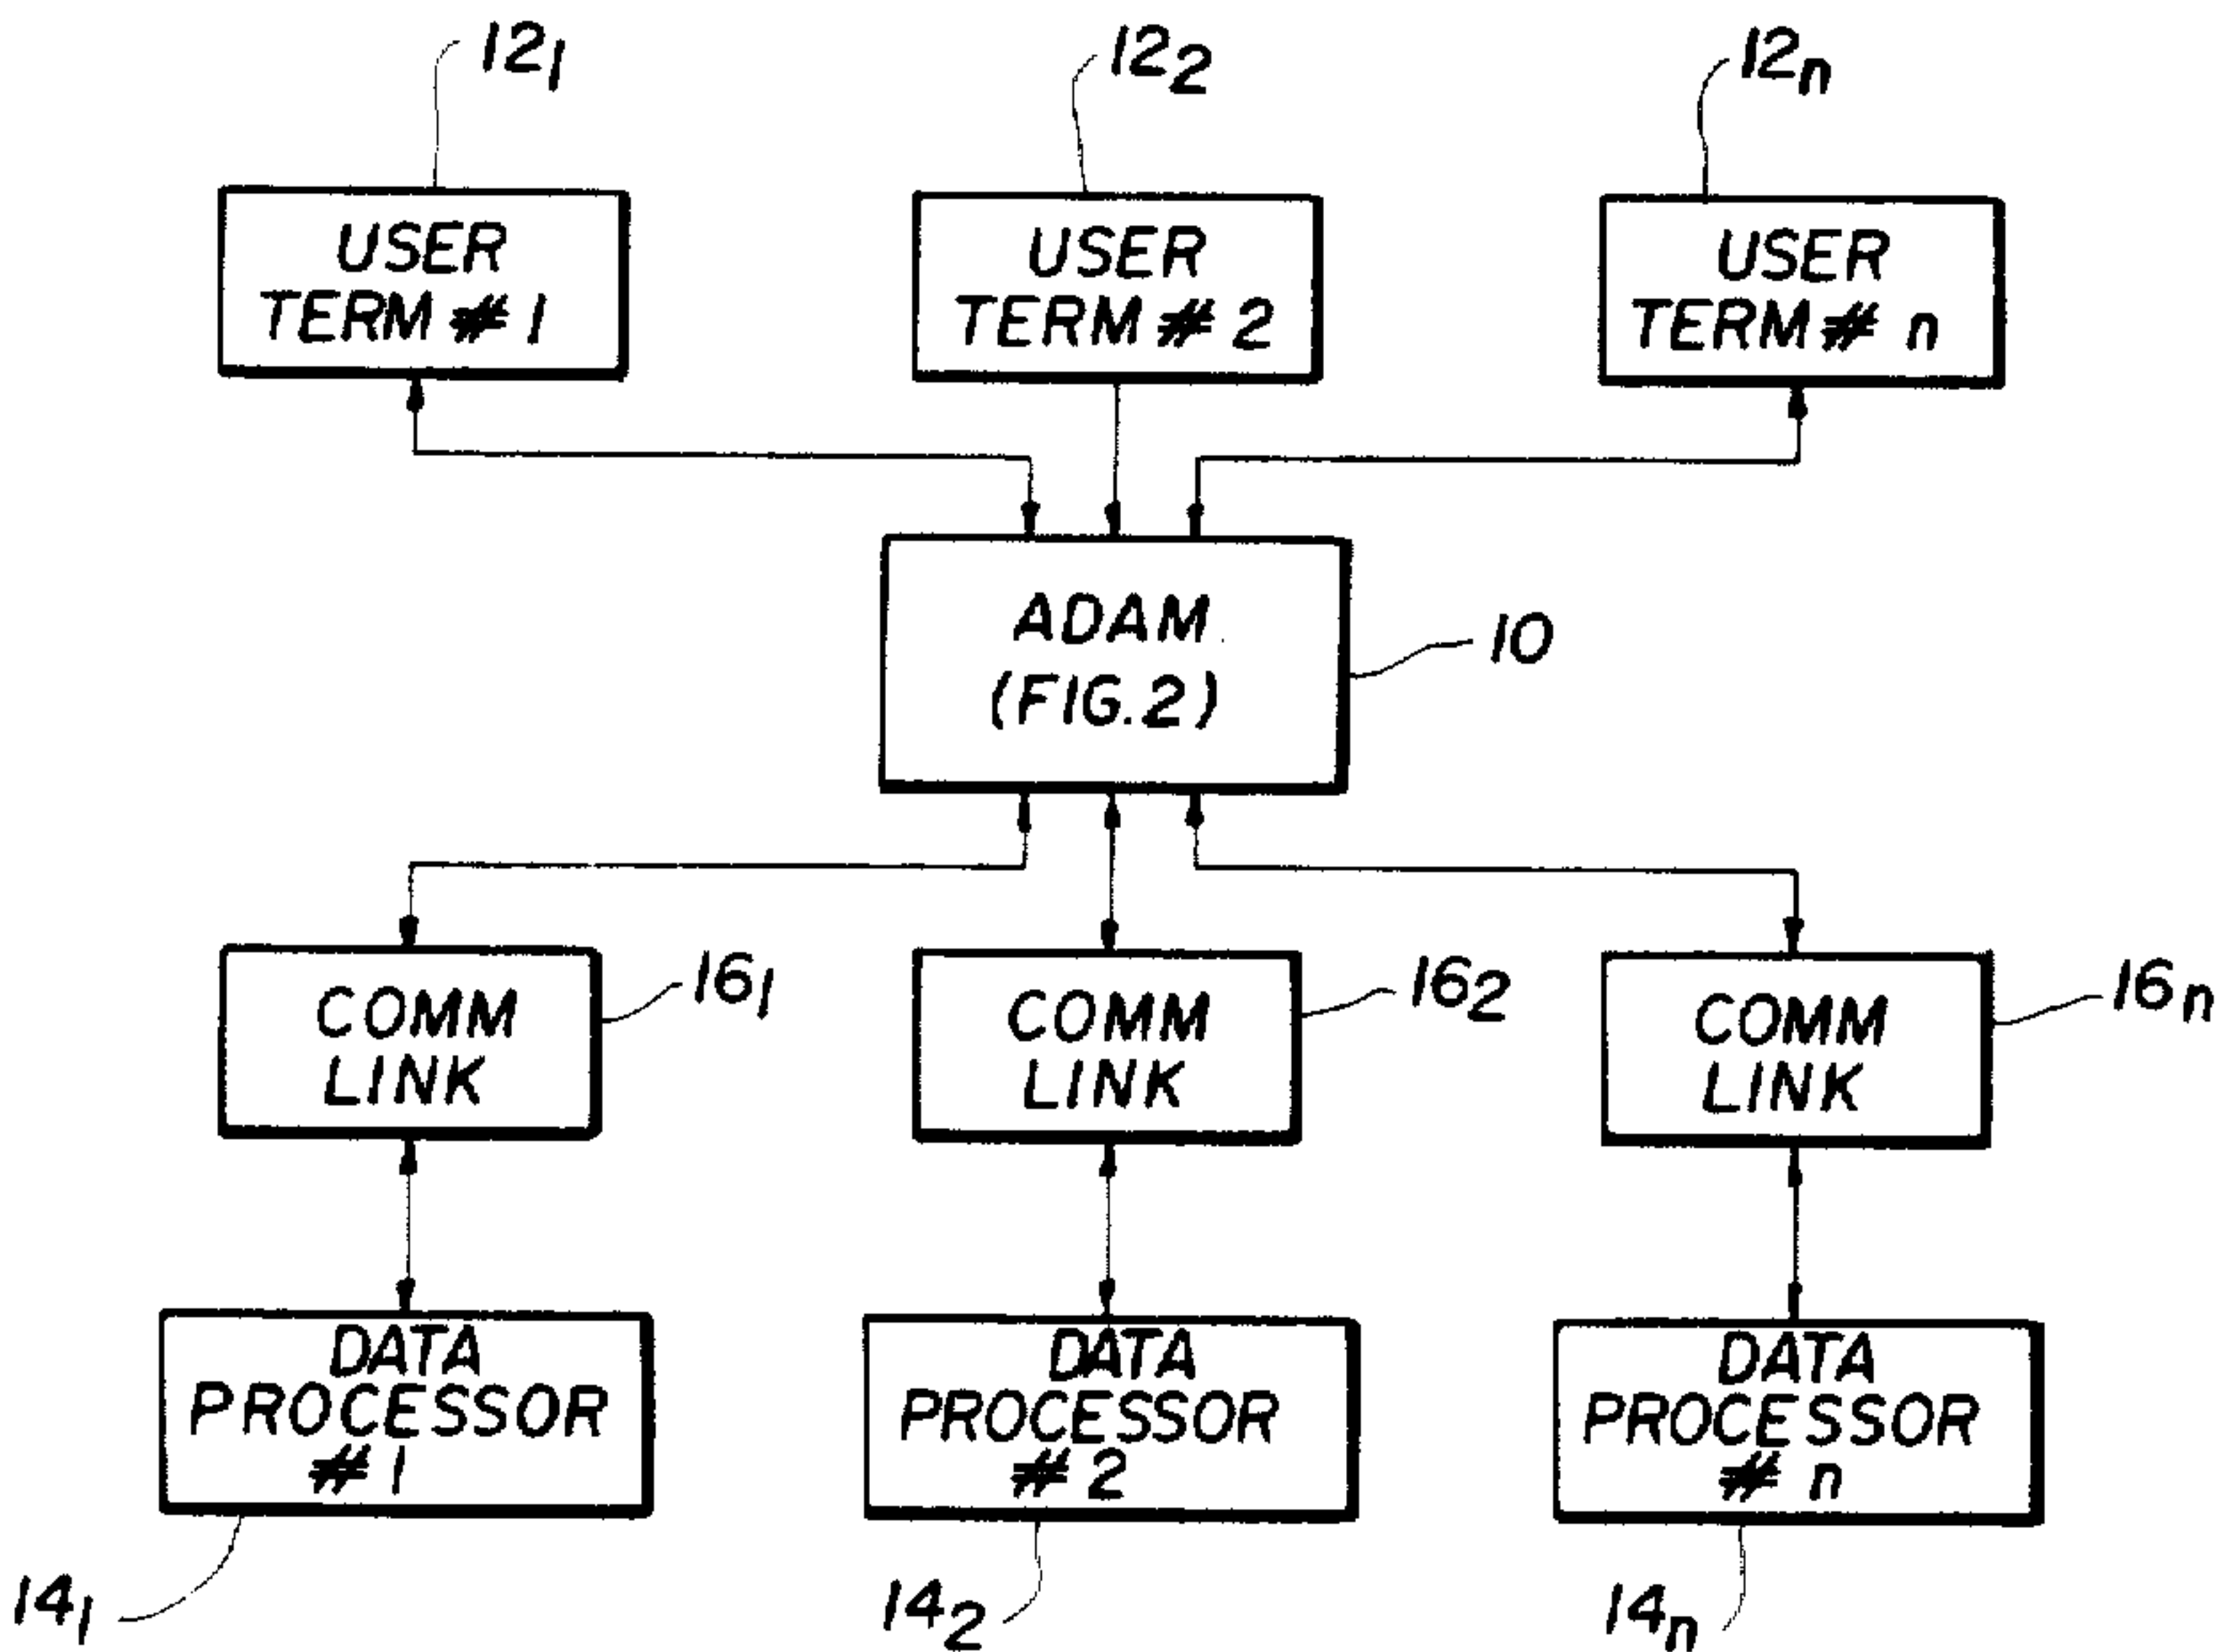 12₁
12₂
12ₙ
USER
TERM # 1
USER
TERM # 2
USER
TERM # n
ADAM
(FIG. 2)
10
COMM
LINK
16₁
COMM
LINK
16₂
COMM
LINK
16ₙ
DATA
PROCESSOR
# 1
DATA
PROCESSOR
# 2
DATA
PROCESSOR
# n
14₁
14₂
14ₙ